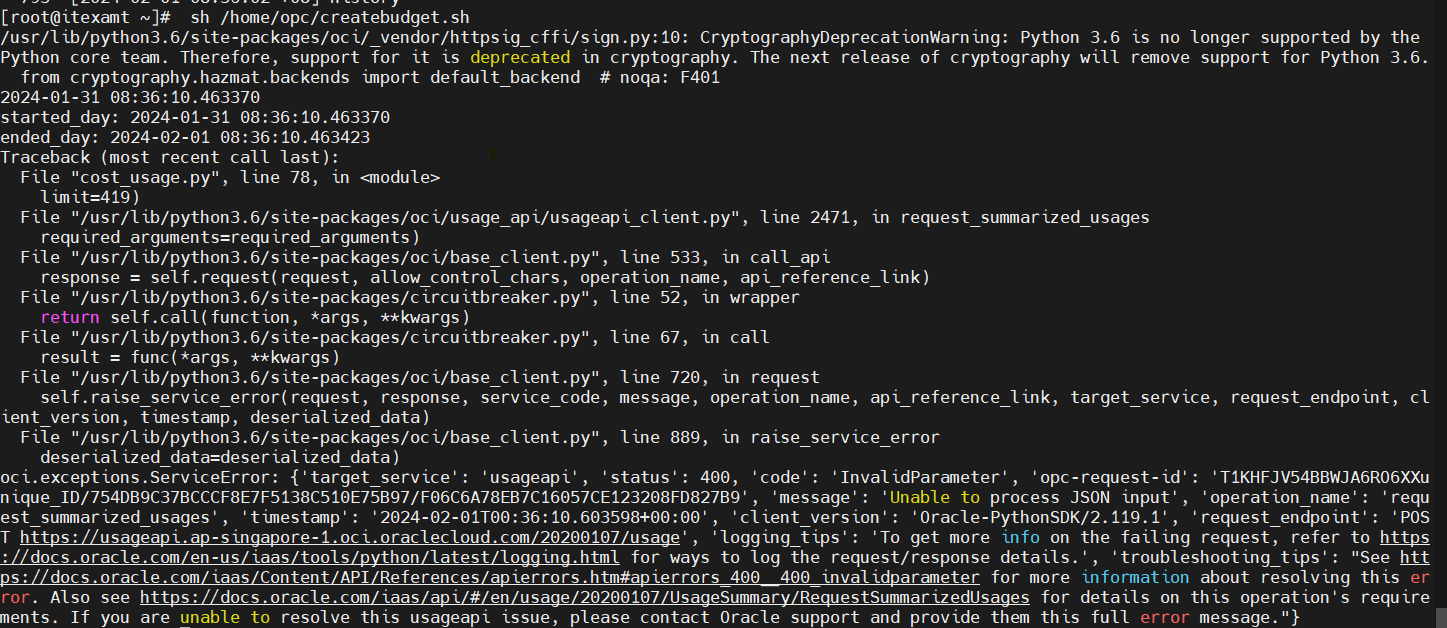 [root@itexamt ~]#  sh /home/opc/createbudget.sh
/usr/lib/python3.6/site-packages/oci/_vendor/httpsig_cffi/sign.py:10: CryptographyDeprecationWarning: Python 3.6 is no longer supported by the
Python core team. Therefore, support for it is deprecated in cryptography. The next release of cryptography will remove support for Python 3.6.
  from cryptography.hazmat.backends import default_backend  # noqa: F401
2024-01-31 08:36:10.463370
started_day: 2024-01-31 08:36:10.463370
ended_day: 2024-02-01 08:36:10.463423
Traceback (most recent call last):
  File "cost_usage.py", line 78, in <module>
    limit=419)
  File "/usr/lib/python3.6/site-packages/oci/usage_api/usageapi_client.py", line 2471, in request_summarized_usages
    required_arguments=required_arguments)
  File "/usr/lib/python3.6/site-packages/oci/base_client.py", line 533, in call_api
    response = self.request(request, allow_control_chars, operation_name, api_reference_link)
  File "/usr/lib/python3.6/site-packages/circuitbreaker.py", line 52, in wrapper
    return self.call(function, *args, **kwargs)
  File "/usr/lib/python3.6/site-packages/circuitbreaker.py", line 67, in call
    result = func(*args, **kwargs)
  File "/usr/lib/python3.6/site-packages/oci/base_client.py", line 720, in request
    self.raise_service_error(request, response, service_code, message, operation_name, api_reference_link, target_service, request_endpoint, cl
ient_version, timestamp, deserialized_data)
  File "/usr/lib/python3.6/site-packages/oci/base_client.py", line 889, in raise_service_error
    deserialized_data=deserialized_data)
oci.exceptions.ServiceError: {'target_service': 'usageapi', 'status': 400, 'code': 'InvalidParameter', 'opc-request-id': 'T1KHFJV54BBWJA6RO6XXu
nique_ID/754DB9C37BCCCF8E7F5138C510E75B97/F06C6A78EB7C16057CE123208FD827B9', 'message': 'Unable to process JSON input', 'operation_name': 'requ
est_summarized_usages', 'timestamp': '2024-02-01T00:36:10.603598+00:00', 'client_version': 'Oracle-PythonSDK/2.119.1', 'request_endpoint': 'POS
T https://usageapi.ap-singapore-1.oci.oraclecloud.com/20200107/usage', 'logging_tips': 'To get more info on the failing request, refer to https
://docs.oracle.com/en-us/iaas/tools/python/latest/logging.html for ways to log the request/response details.', 'troubleshooting_tips': "See htt
ps://docs.oracle.com/iaas/Content/API/References/apierrors.htm#apierrors_400__400_invalidparameter for more information about resolving this er
ror. Also see https://docs.oracle.com/iaas/api/#/en/usage/20200107/UsageSummary/RequestSummarizedUsages for details on this operation's require
ments. If you are unable to resolve this usageapi issue, please contact Oracle support and provide them this full error message."}